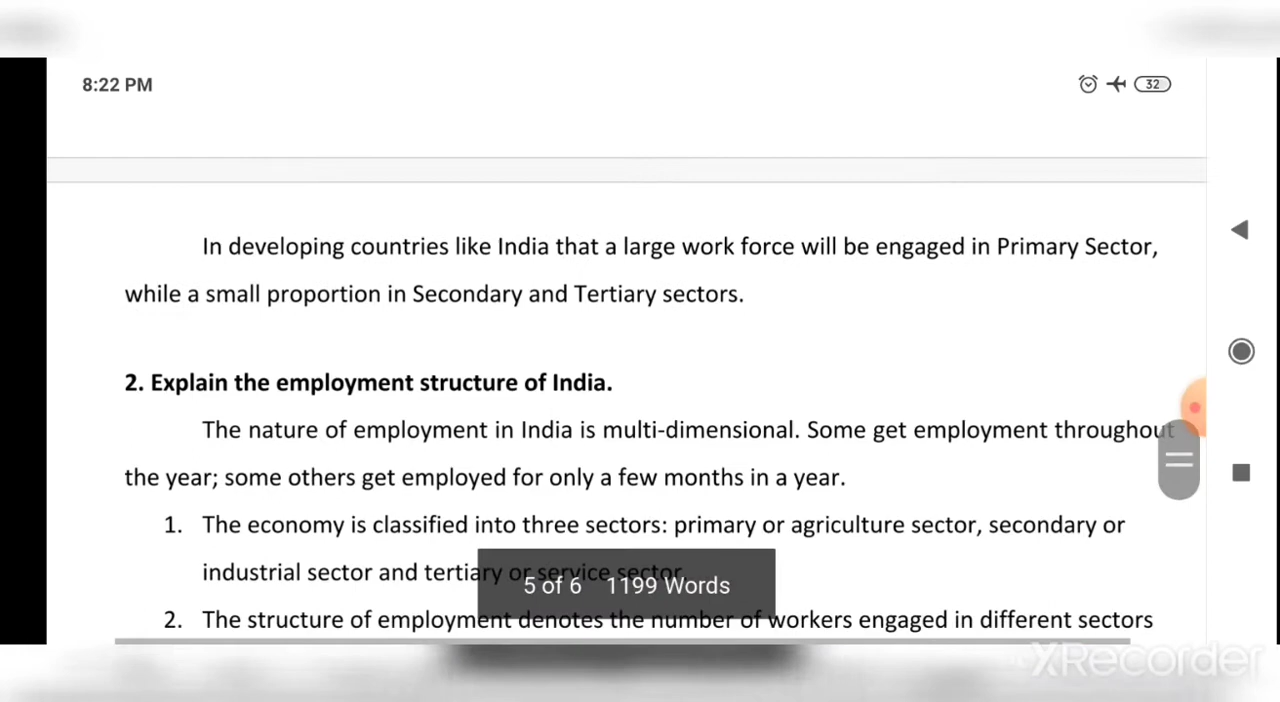 8:22 PM
32
In developing countries like India that a large work force will be engaged in Primary Sector,
while a small proportion in Secondary and Tertiary sectors.
2. Explain the employment structure of India.
The nature of employment in India is multi-dimensional. Some get employment throughout
the year; some others get employed for only a few months in a year.
1. The economy is classified into three sectors: primary or agriculture sector, secondary or
industrial sector and tertiary or service sector.
5 of 6 1199 Words
2. The structure of employment denotes the number of workers engaged in different sectors
XRecorder